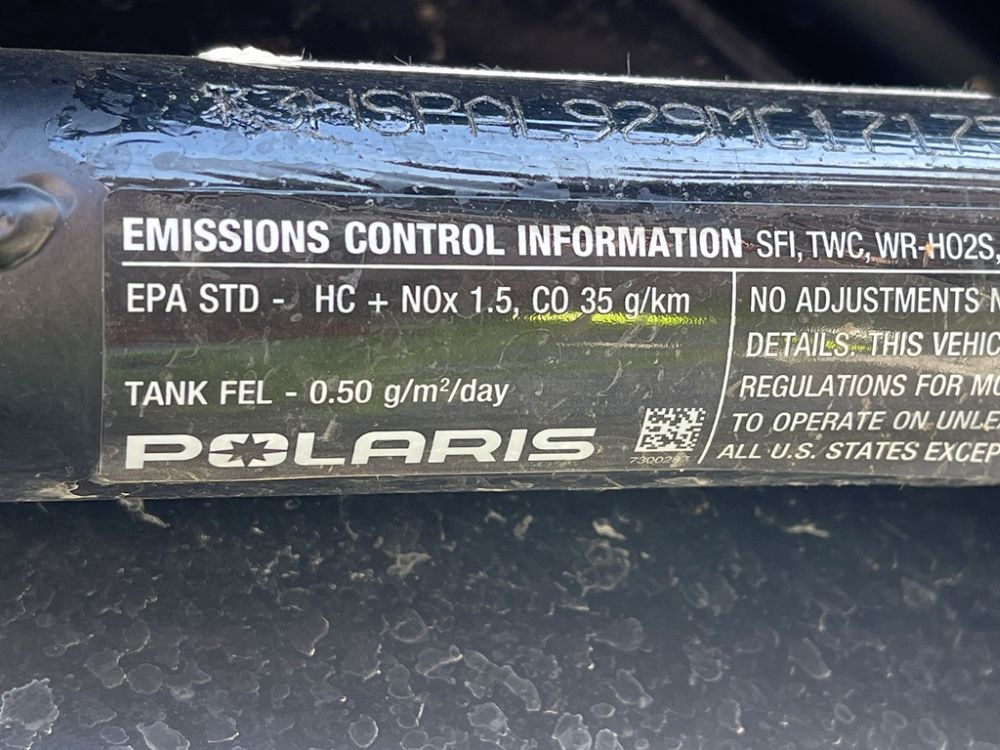 *3NSPAL929MG17175
EMISSIONS CONTROL INFORMATION SFI, TWC, WR-HO2S,
EPA STD - HC + NOx 1.5, CO 35 g/km
TANK FEL - 0.50 g/m²/day
POLARIS
NO ADJUSTMENTS N
DETAILS. THIS VEHIC
REGULATIONS FOR MO
TO OPERATE ON UNLE
ALL U.S. STATES EXCEP